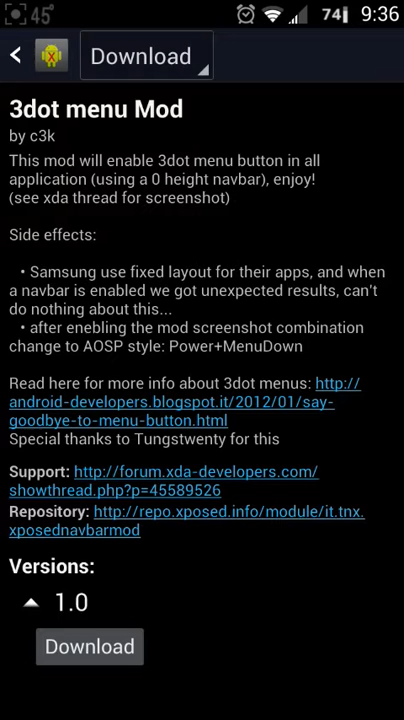 45° 74 9:36
Download
3dot menu Mod
by c3k
This mod will enable 3dot menu button in all
application (using a 0 height navbar), enjoy!
(see xda thread for screenshot)
Side effects:
• Samsung use fixed layout for their apps, and when
a navbar is enabled we got unexpected results, can't
do nothing about this...
• after enebling the mod screenshot combination
change to AOSP style: Power+MenuDown
Read here for more info about 3dot menus: http://
android-developers.blogspot.it/2012/01/say-
goodbye-to-menu-button.html
Special thanks to Tungstwenty for this
Support: http://forum.xda-developers.com/
showthread.php?p=45589526
Repository: http://repo.xposed.info/module/it.tnx.
xposednavbarmod
Versions:
1.0
Download